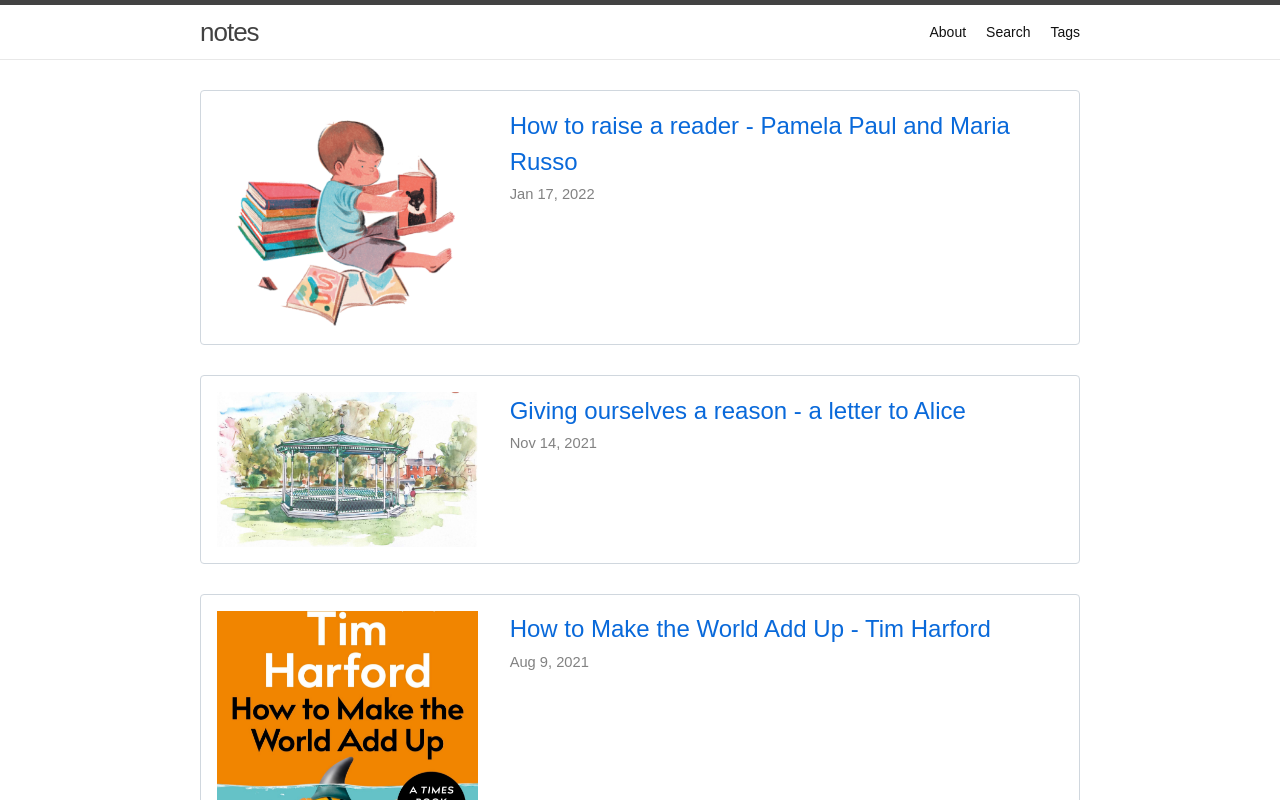 notes
About Search Tags
How to raise a reader - Pamela Paul and Maria
Russo
Jan 17, 2022
Giving ourselves a reason - a letter to Alice
Nov 14, 2021
Tim
Harford
How to Make the
World Add Up
A TIMES
BOOK
How to Make the World Add Up - Tim Harford
Aug 9, 2021